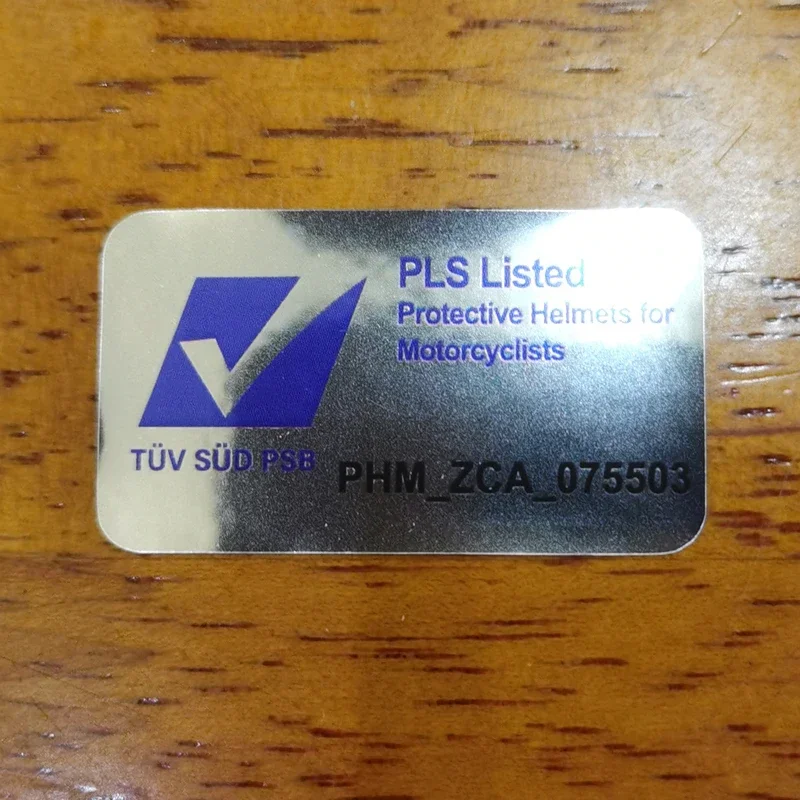 PLS Listed
Protective Helmets for
Motorcyclists
TÜV SÜD PSB
PHM_ZCA_075503